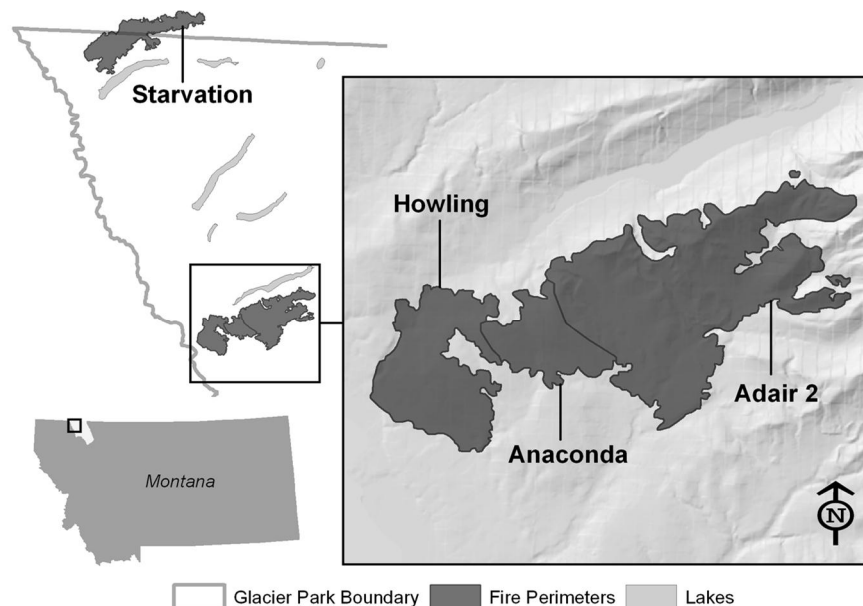 Starvation
Howling
Adair 2
Anaconda
Montana
N
Glacier Park Boundary
Fire Perimeters
Lakes